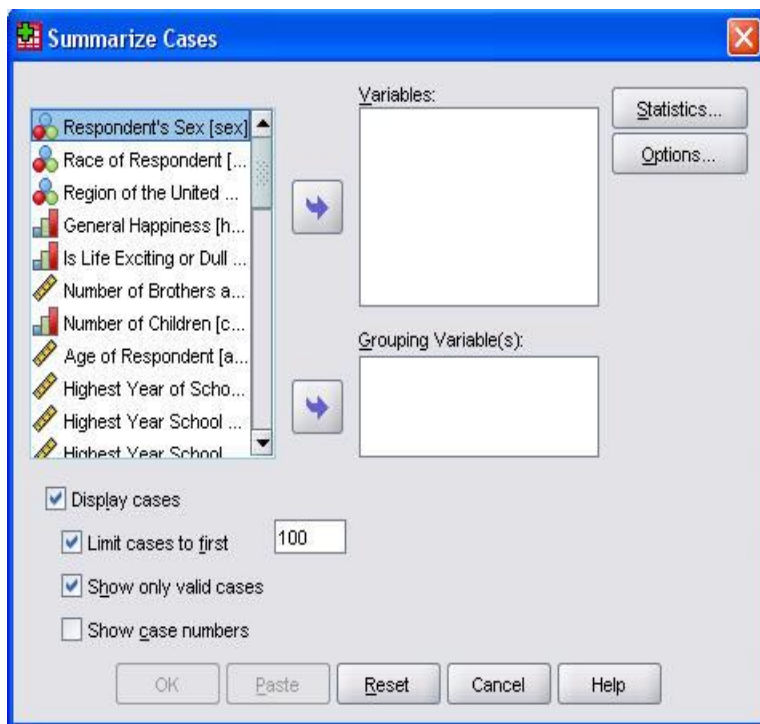 Summarize Cases
Respondent's Sex [sex]
Race of Respondent [...
Region of the United ...
General Happiness [h...
Is Life Exciting or Dull ...
Number of Brothers a...
Number of Children [c...
Age of Respondent [a...
Highest Year of Scho...
Highest Year School ...
Highest Year School
Variables:
Grouping Variable(s):
Statistics...
Options...
Display cases
Limit cases to first 100
Show only valid cases
Show case numbers
OK Paste Reset Cancel Help